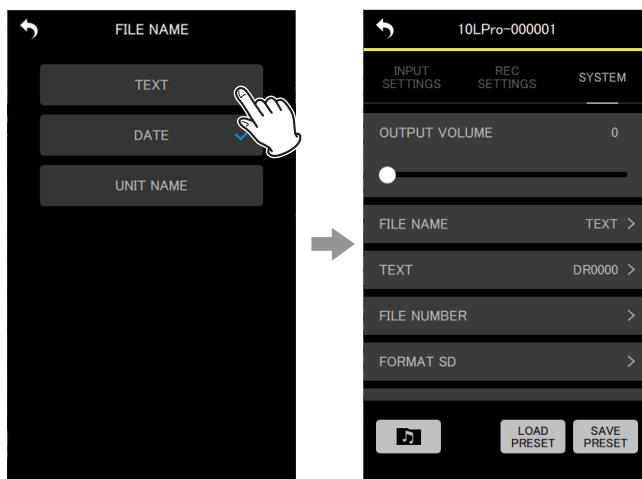 FILE NAME
TEXT
DATE
UNIT NAME
10LPro-000001
INPUT
SETTINGS
REC
SETTINGS
SYSTEM
OUTPUT VOLUME 0
FILE NAME TEXT >
TEXT DR0000 >
FILE NUMBER >
FORMAT SD >
LOAD
PRESET
SAVE
PRESET